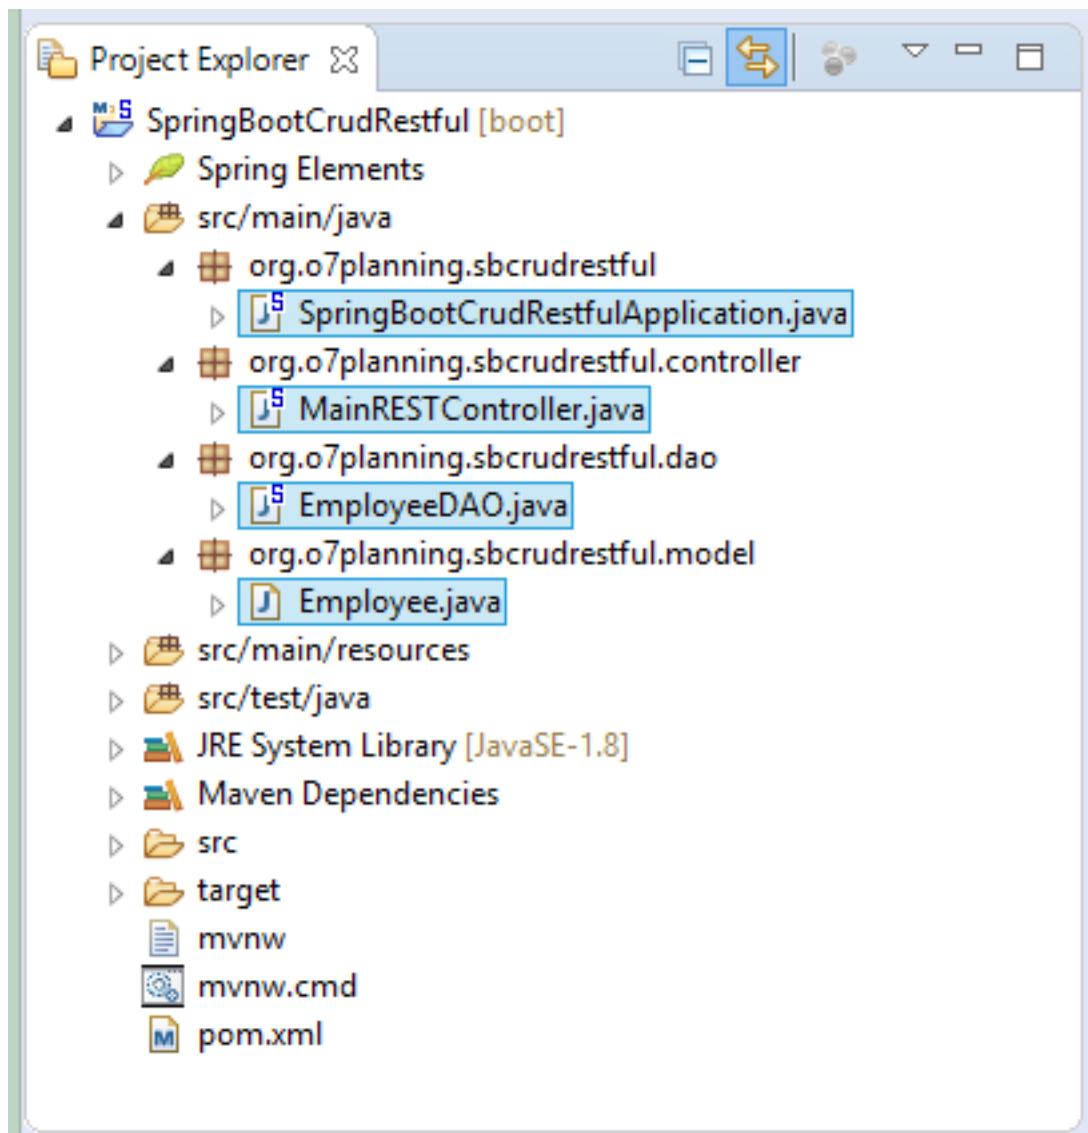 Project Explorer
SpringBootCrudRestful [boot]
Spring Elements
src/main/java
org.o7planning.sbcrudrestful
SpringBootCrudRestfulApplication.java
org.o7planning.sbcrudrestful.controller
MainRESTController.java
org.o7planning.sbcrudrestful.dao
EmployeeDAO.java
org.o7planning.sbcrudrestful.model
Employee.java
src/main/resources
src/test/java
JRE System Library [JavaSE-1.8]
Maven Dependencies
src
target
mvnw
mvnw.cmd
pom.xml